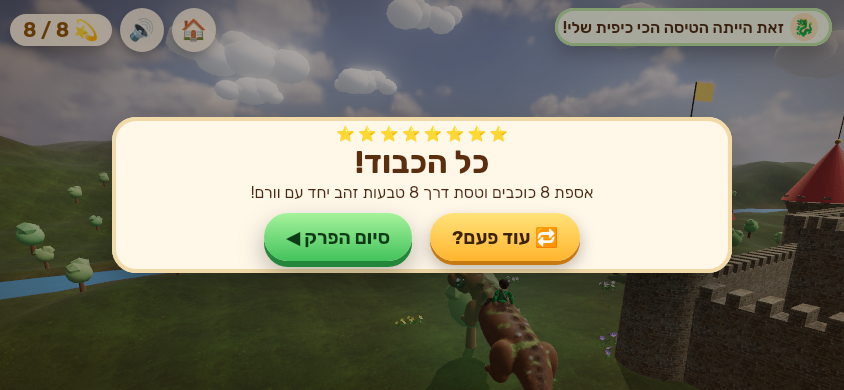 8 / 8
זאת הייתה הטיסה הכי כיפית שלי!
כל הכבוד!
אספת 8 כוכבים וטסת דרך 8 טבעות זהב יחד עם וורם!
עוד פעם?
סיום הפרק ◀